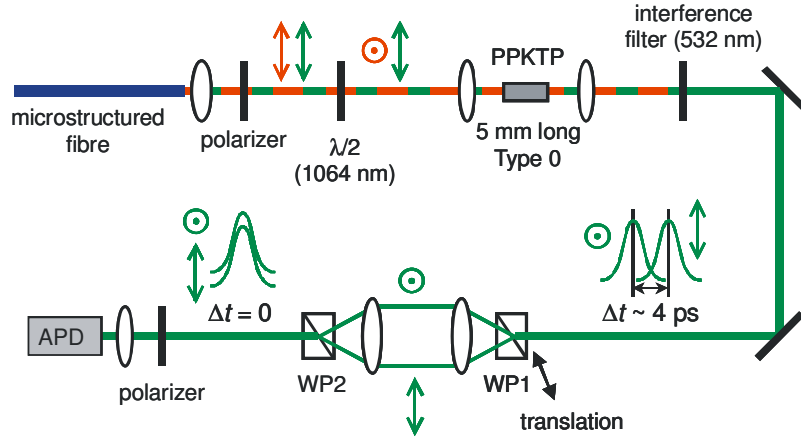 interference
filter (532 nm)
PPKTP
microstructured
fibre
polarizer
λ/2
(1064 nm)
5 mm long
Type 0
Δt = 0
Δt ~ 4 ps
APD
polarizer
WP2
WP1
translation